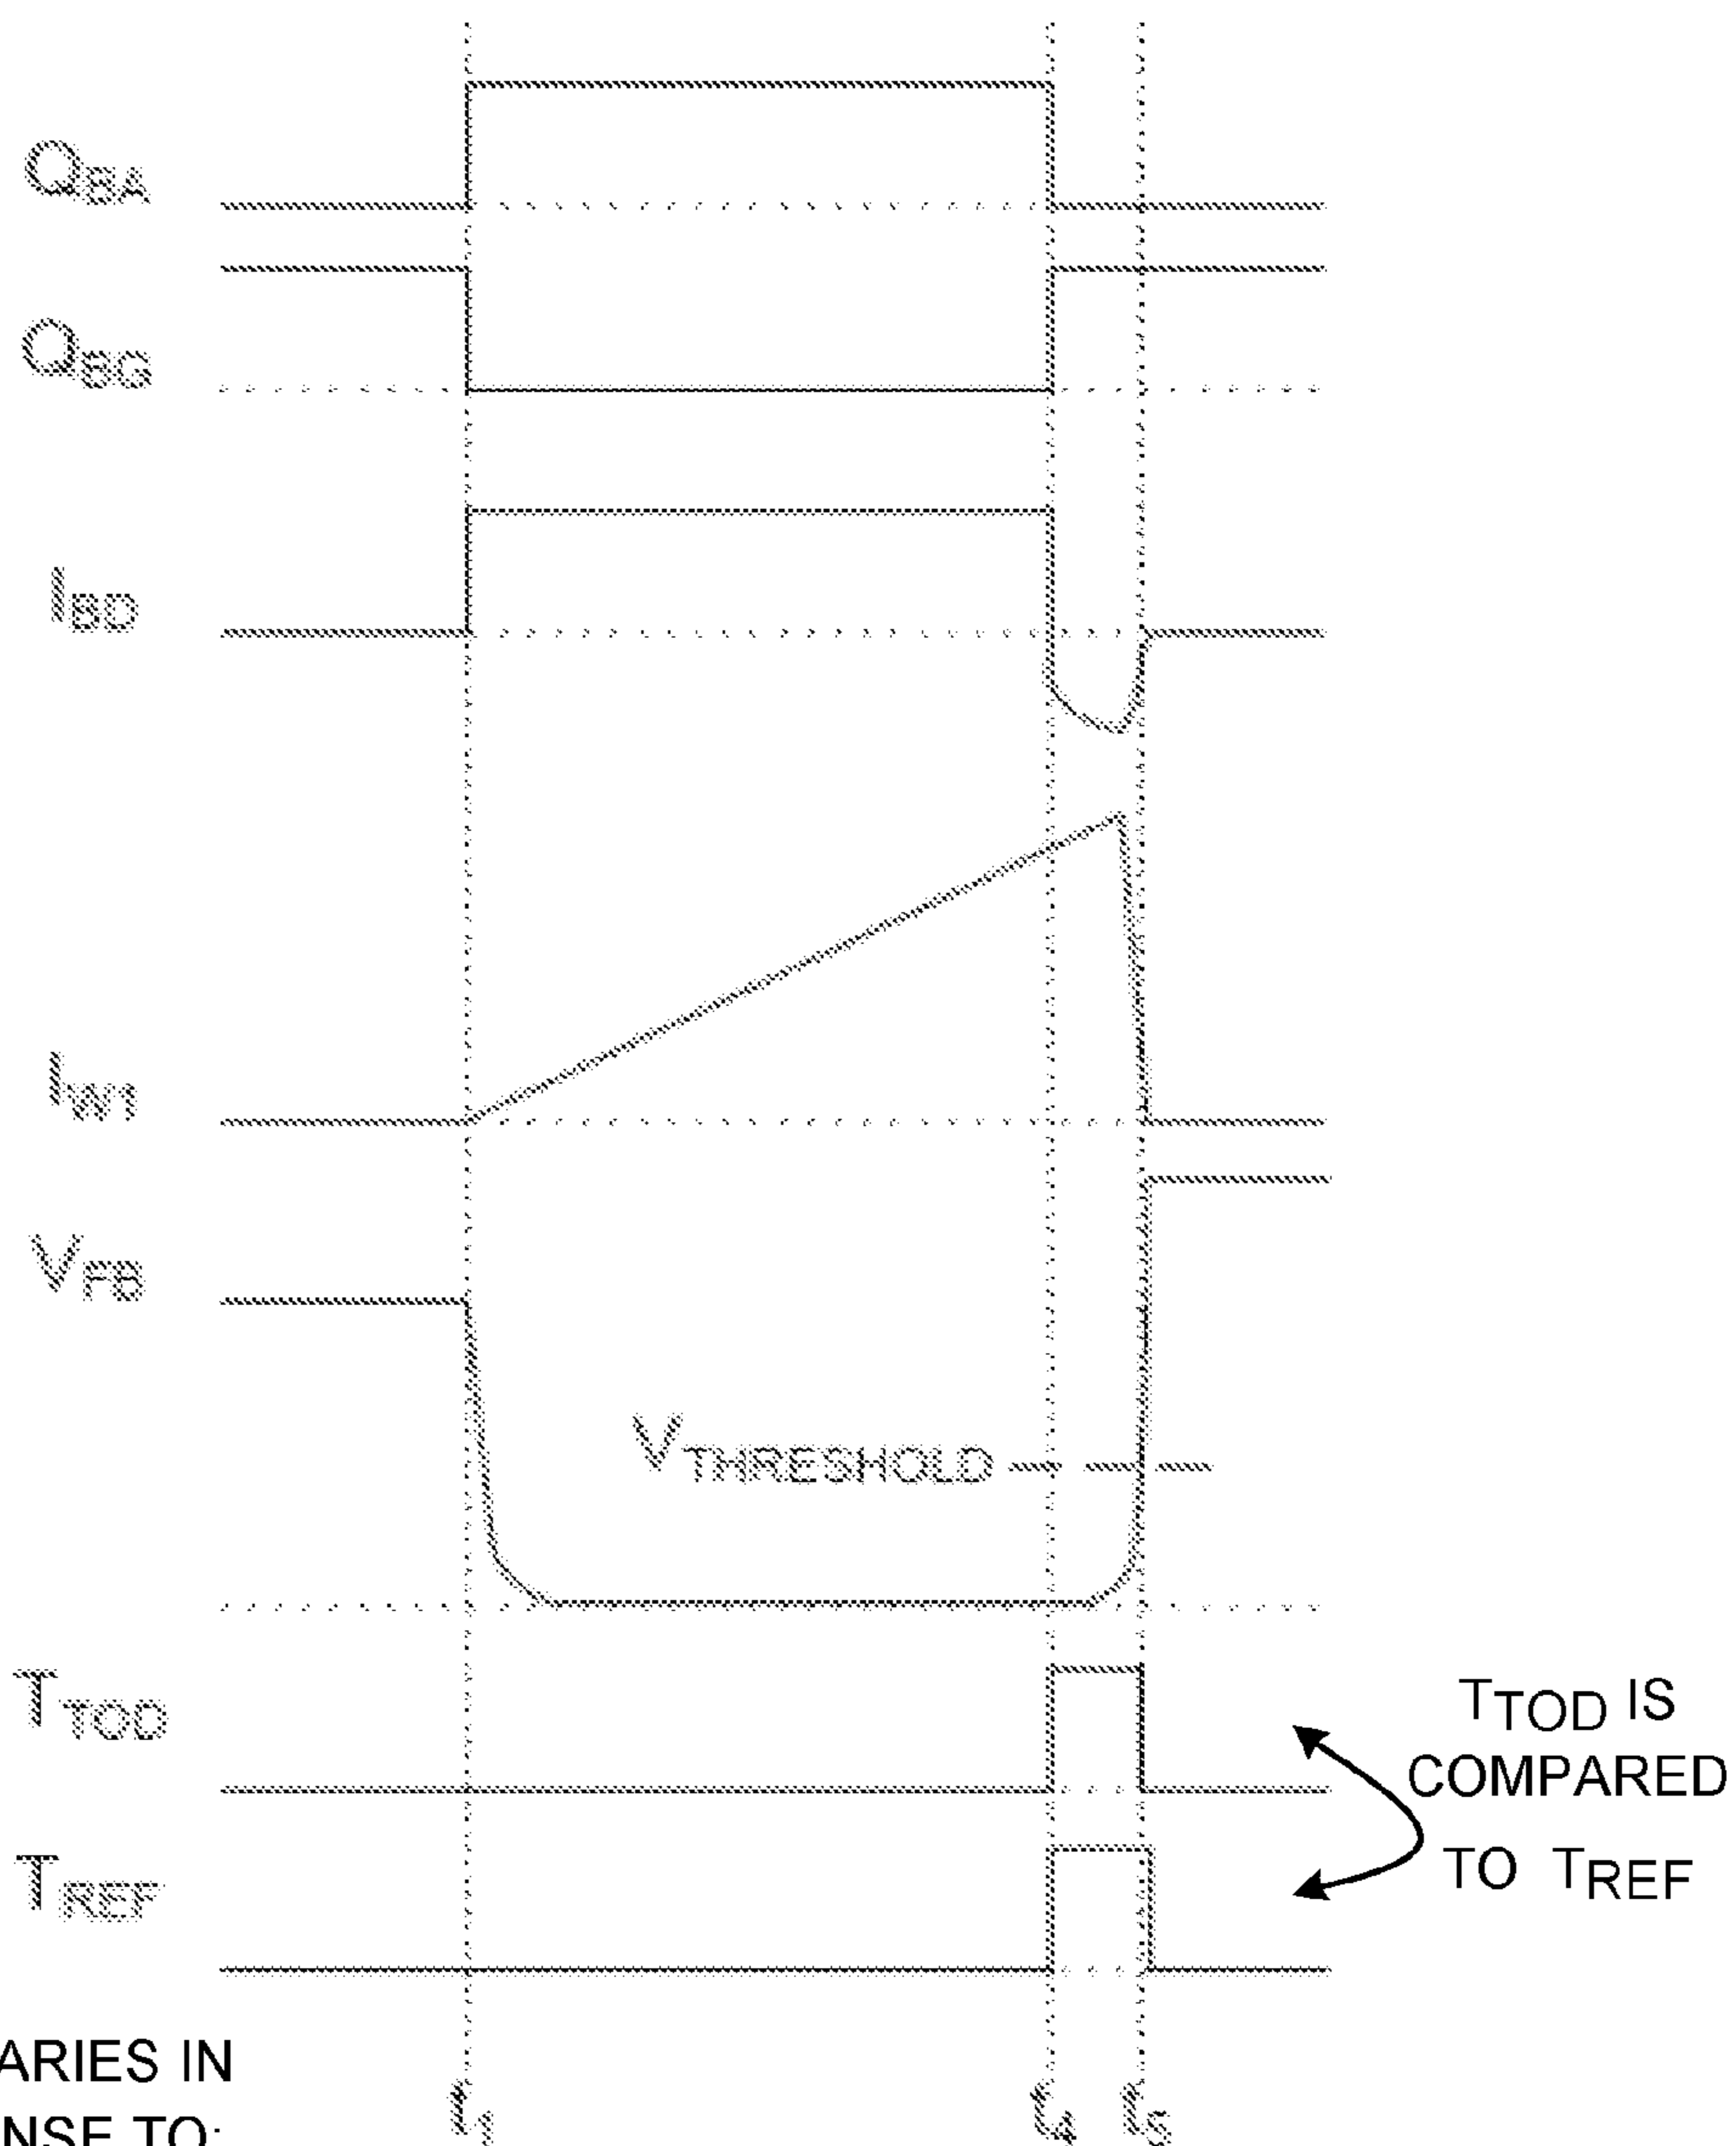 QBA
QBG
IBD
IW1
VFB
VTHRESHOLD
TTOD
TTOD IS
COMPARED
TO TREF
TREF
ARIES IN
NSE TO:
t1
t4
t5